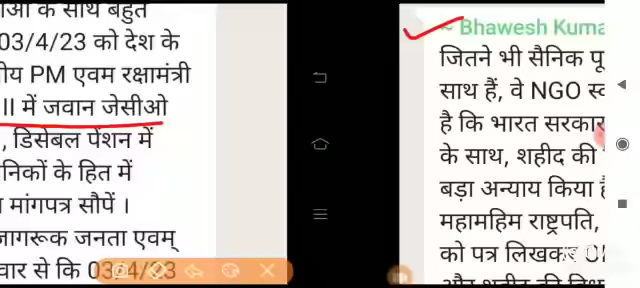 के साथ बहुत
03/4/23 को देश के
PM एवम रक्षामंत्री
II में जवान जेसीओ
, डिसेबल पेंशन में
के हित में
मांगपत्र सौपें ।
जागरूक जनता एवम्
से कि 03/4/23
~ Bhawesh Kuma
जितने भी सैनिक
साथ हैं, वे NGO
है कि भारत सरकार
के साथ, शहीद की
बड़ा अन्याय किया
महामहिम राष्ट्रपति,
को पत्र लिखकर